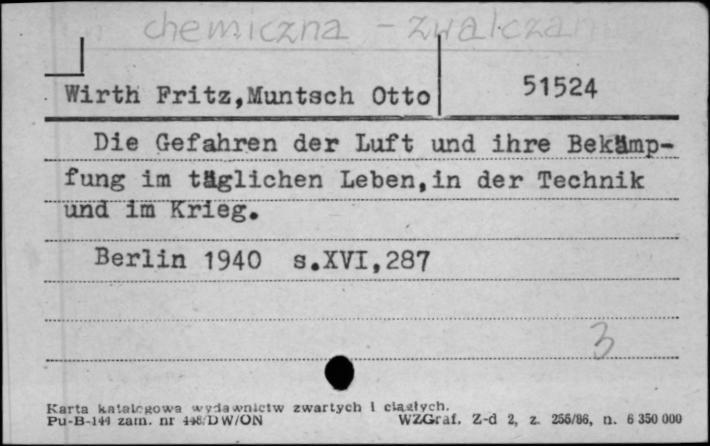 chemiczna - zwalczan
Wirth Fritz,Muntsch Otto
51524
Die Gefahren der Luft und ihre Bekämp-
fung im täglichen Leben,in der Technik
und im Krieg.
Berlin 1940 s.XVI,287
3
Karta katalogowa wydawnictw zwartych i ciągłych.
Pu-B-144 zam. nr 448/DW/ON
WZGraf. Z-d 2, z. 255/86, n. 6 350 000